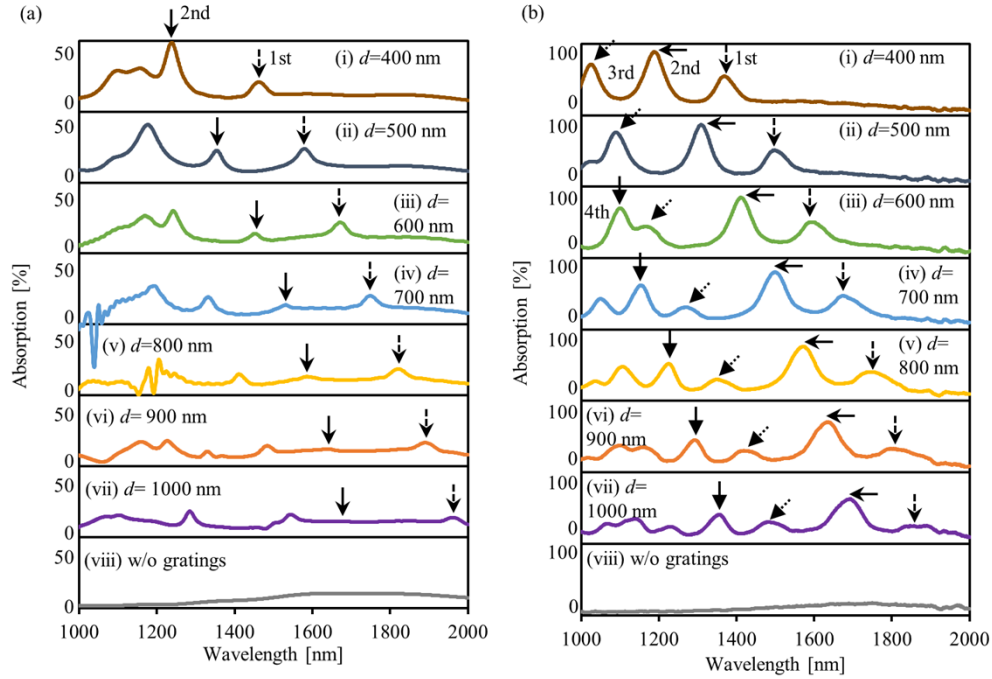 (a)
2nd
50
1st
(i) d=400 nm
0
50
(ii) d=500 nm
0
50
(iii) d=
600 nm
0
50
(iv) d=
700 nm
0
50
(v) d=800 nm
0
50
(vi) d= 900 nm
0
50
(vii) d= 1000 nm
0
50
(viii) w/o gratings
0
1000 1200 1400 1600 1800 2000
Wavelength [nm]
Absorption [%]
(b)
100
3rd
2nd
1st
(i) d=400 nm
0
100
(ii) d=500 nm
0
100
4th
(iii) d=600 nm
0
100
(iv) d=
700 nm
0
100
(v) d=
800 nm
0
100
(vi) d=
900 nm
0
100
(vii) d=
1000 nm
0
100
(viii) w/o gratings
0
1000 1200 1400 1600 1800 2000
Wavelength [nm]
Absorption [%]